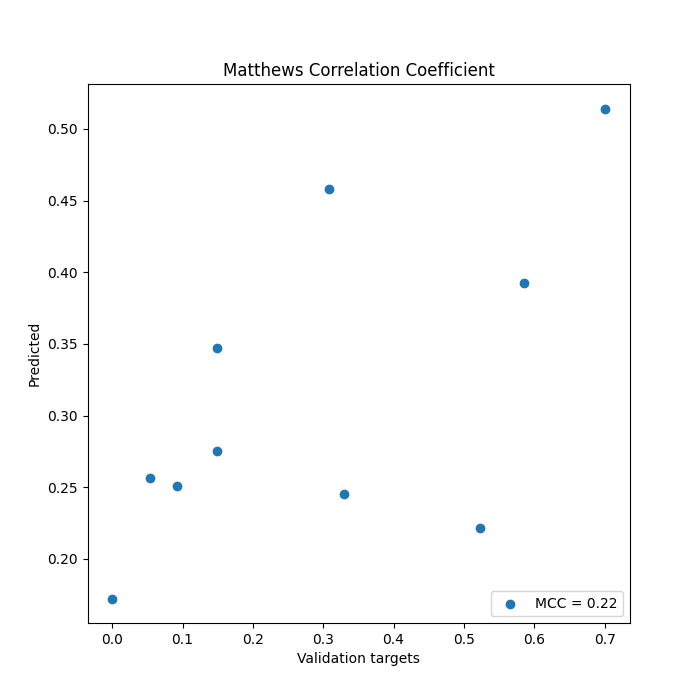 Matthews Correlation Coefficient
0.50
0.45
0.40
0.35
0.30
0.25
0.20
Predicted
MCC = 0.22
0.0 0.1 0.2 0.3 0.4 0.5 0.6 0.7
Validation targets